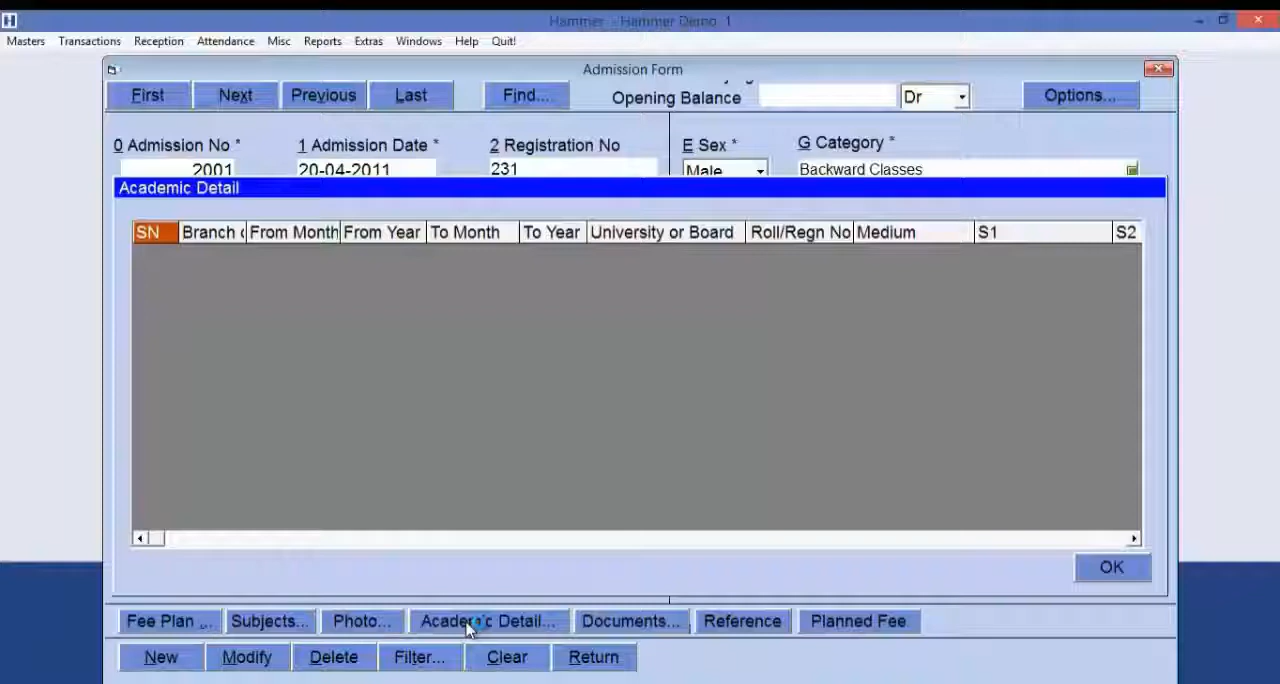 Hammer - Hammer Demo 1
Masters Transactions Reception Attendance Misc Reports Extras Windows Help Quit!
Admission Form
First Next Previous Last Find.... Opening Balance Dr Options...
0 Admission No * 1 Admission Date * 2 Registration No E Sex * G Category *
2001 20-04-2011 231 Male Backward Classes
Academic Detail
SN Branch From Month From Year To Month To Year University or Board Roll/Regn No Medium S1 S2
OK
Fee Plan ... Subjects... Photo... Academic Detail... Documents... Reference Planned Fee
New Modify Delete Filter... Clear Return